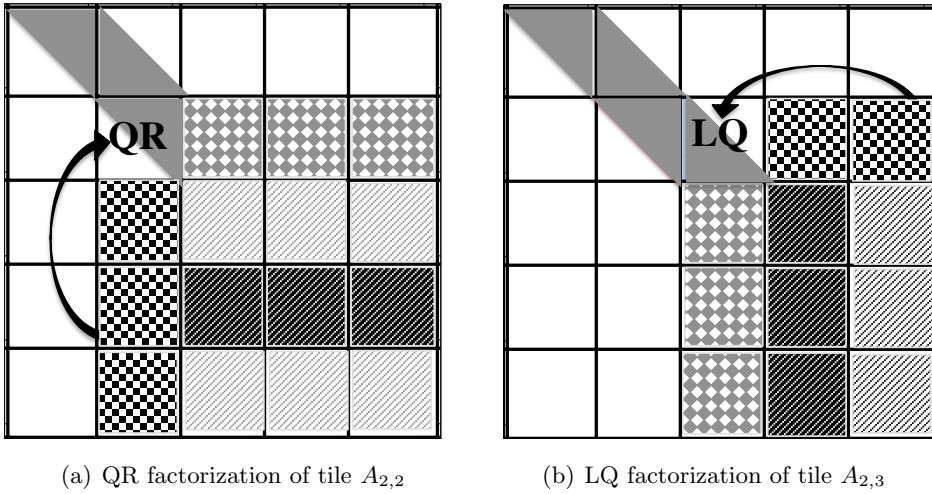 QR
LQ
(a) QR factorization of tile A2,2
(b) LQ factorization of tile A2,3